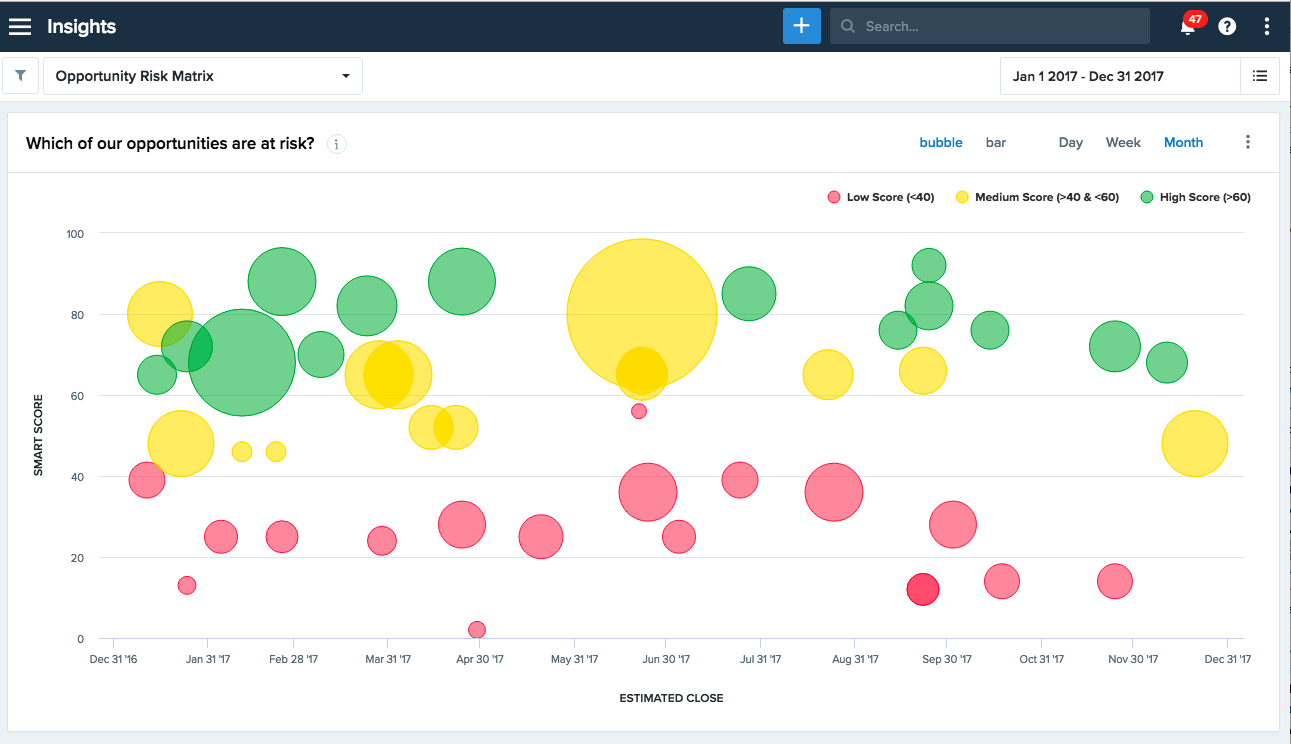 Insights
+
Search...
47
?
Opportunity Risk Matrix
Jan 1 2017 - Dec 31 2017
Which of our opportunities are at risk?
i
bubble bar Day Week Month
Low Score (<40) Medium Score (>40 & <60) High Score (>60)
100
80
60
40
20
0
SMART SCORE
Dec 31 '16 Jan 31 '17 Feb 28 '17 Mar 31 '17 Apr 30 '17 May 31 '17 Jun 30 '17 Jul 31 '17 Aug 31 '17 Sep 30 '17 Oct 31 '17 Nov 30 '17 Dec 31 '17
ESTIMATED CLOSE